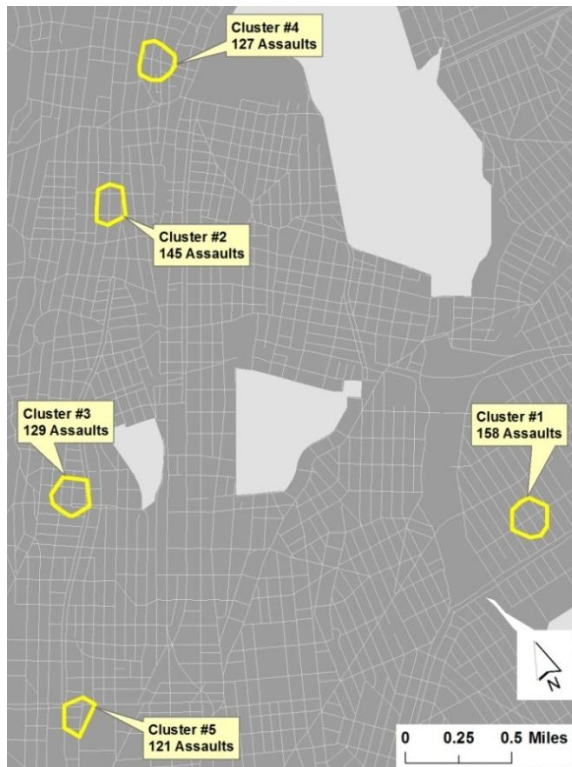 Cluster #4
127 Assaults
Cluster #2
145 Assaults
Cluster #3
129 Assaults
Cluster #1
158 Assaults
N
Cluster #5
121 Assaults
0 0.25 0.5 Miles